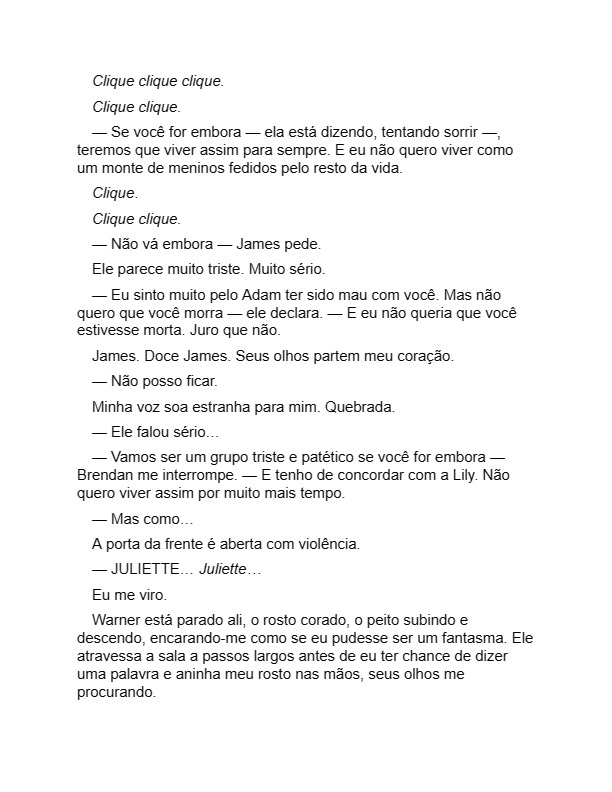 Clique clique clique.
Clique clique.
— Se você for embora — ela está dizendo, tentando sorrir —,
teremos que viver assim para sempre. E eu não quero viver como
um monte de meninos fedidos pelo resto da vida.
Clique.
Clique clique.
— Não vá embora — James pede.
Ele parece muito triste. Muito sério.
— Eu sinto muito pelo Adam ter sido mau com você. Mas não
quero que você morra — ele declara. — E eu não queria que você
estivesse morta. Juro que não.
James. Doce James. Seus olhos partem meu coração.
— Não posso ficar.
Minha voz soa estranha para mim. Quebrada.
— Ele falou sério…
— Vamos ser um grupo triste e patético se você for embora —
Brendan me interrompe. — E tenho de concordar com a Lily. Não
quero viver assim por muito mais tempo.
— Mas como…
A porta da frente é aberta com violência.
— JULIETTE… Juliette…
Eu me viro.
Warner está parado ali, o rosto corado, o peito subindo e
descendo, encarando-me como se eu pudesse ser um fantasma. Ele
atravessa a sala a passos largos antes de eu ter chance de dizer
uma palavra e aninha meu rosto nas mãos, seus olhos me
procurando.